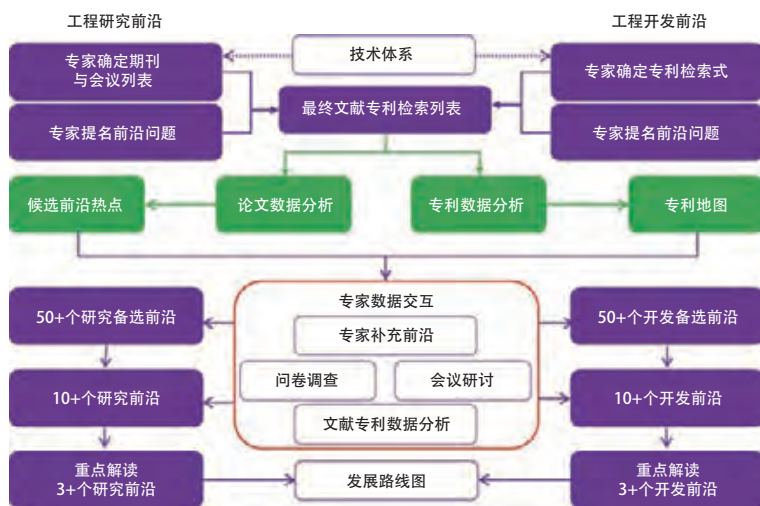 工程研究前沿
工程开发前沿
专家确定期刊
与会议列表
技术体系
专家确定专利检索式
最终文献专利检索列表
专家提名前沿问题
专家提名前沿问题
候选前沿热点
论文数据分析
专利数据分析
专利地图
专家数据交互
50+个研究备选前沿
专家补充前沿
50+个开发备选前沿
问卷调查
会议研讨
10+个研究前沿
10+个开发前沿
文献专利数据分析
重点解读
3+个研究前沿
发展路线图
重点解读
3+个开发前沿